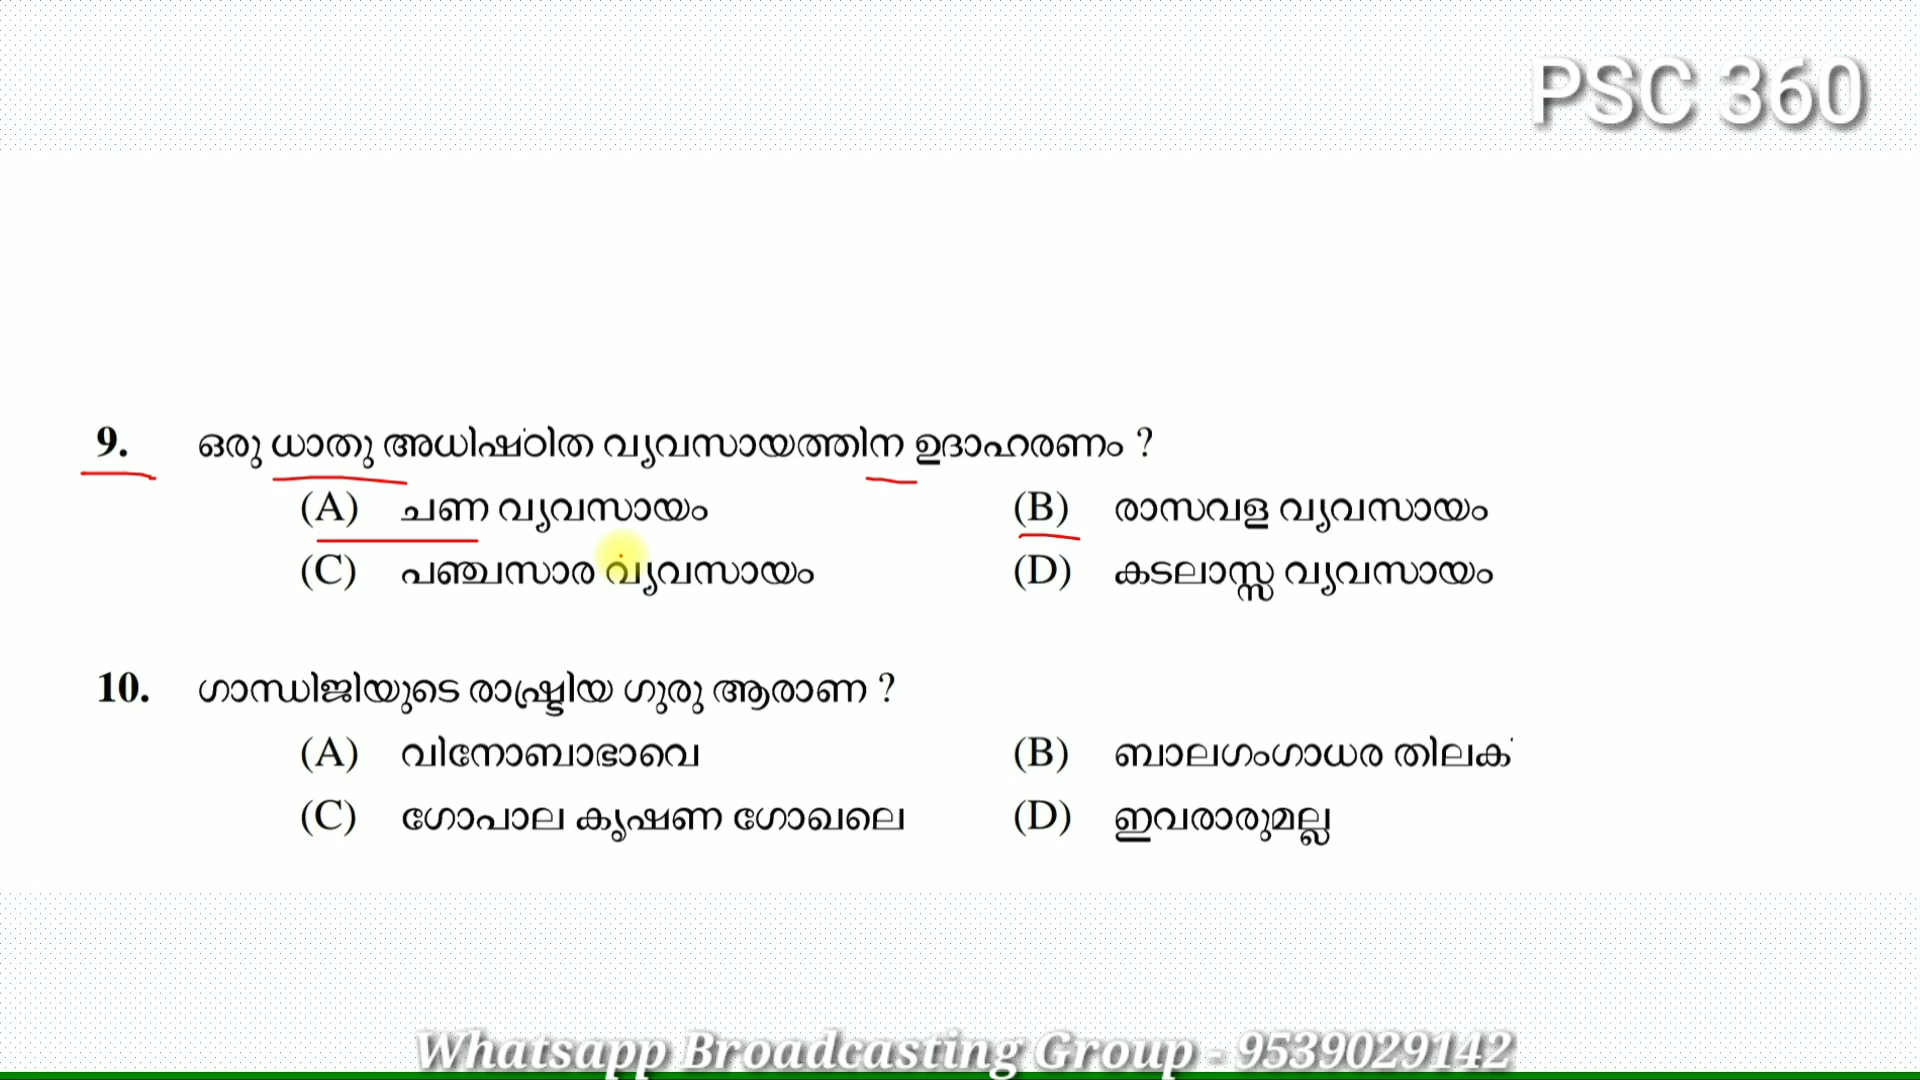 PSC 360
9. ഒരു ധാതു അധിഷ്ഠിത വ്യവസായത്തിന ഉദാഹരണം ?
(A) ചണ വ്യവസായം (B) രാസവള വ്യവസായം
(C) പഞ്ചസാര വ്യവസായം (D) കടലാസ്സ വ്യവസായം
10. ഗാന്ധിജിയുടെ രാഷ്ട്രിയ ഗുരു ആരാണ ?
(A) വിനോബാഭാവെ (B) ബാലഗംഗാധര തിലക്
(C) ഗോപാല കൃഷണ ഗോഖലെ (D) ഇവരാരുമല്ല
Whatsapp Broadcasting Group - 9539029142